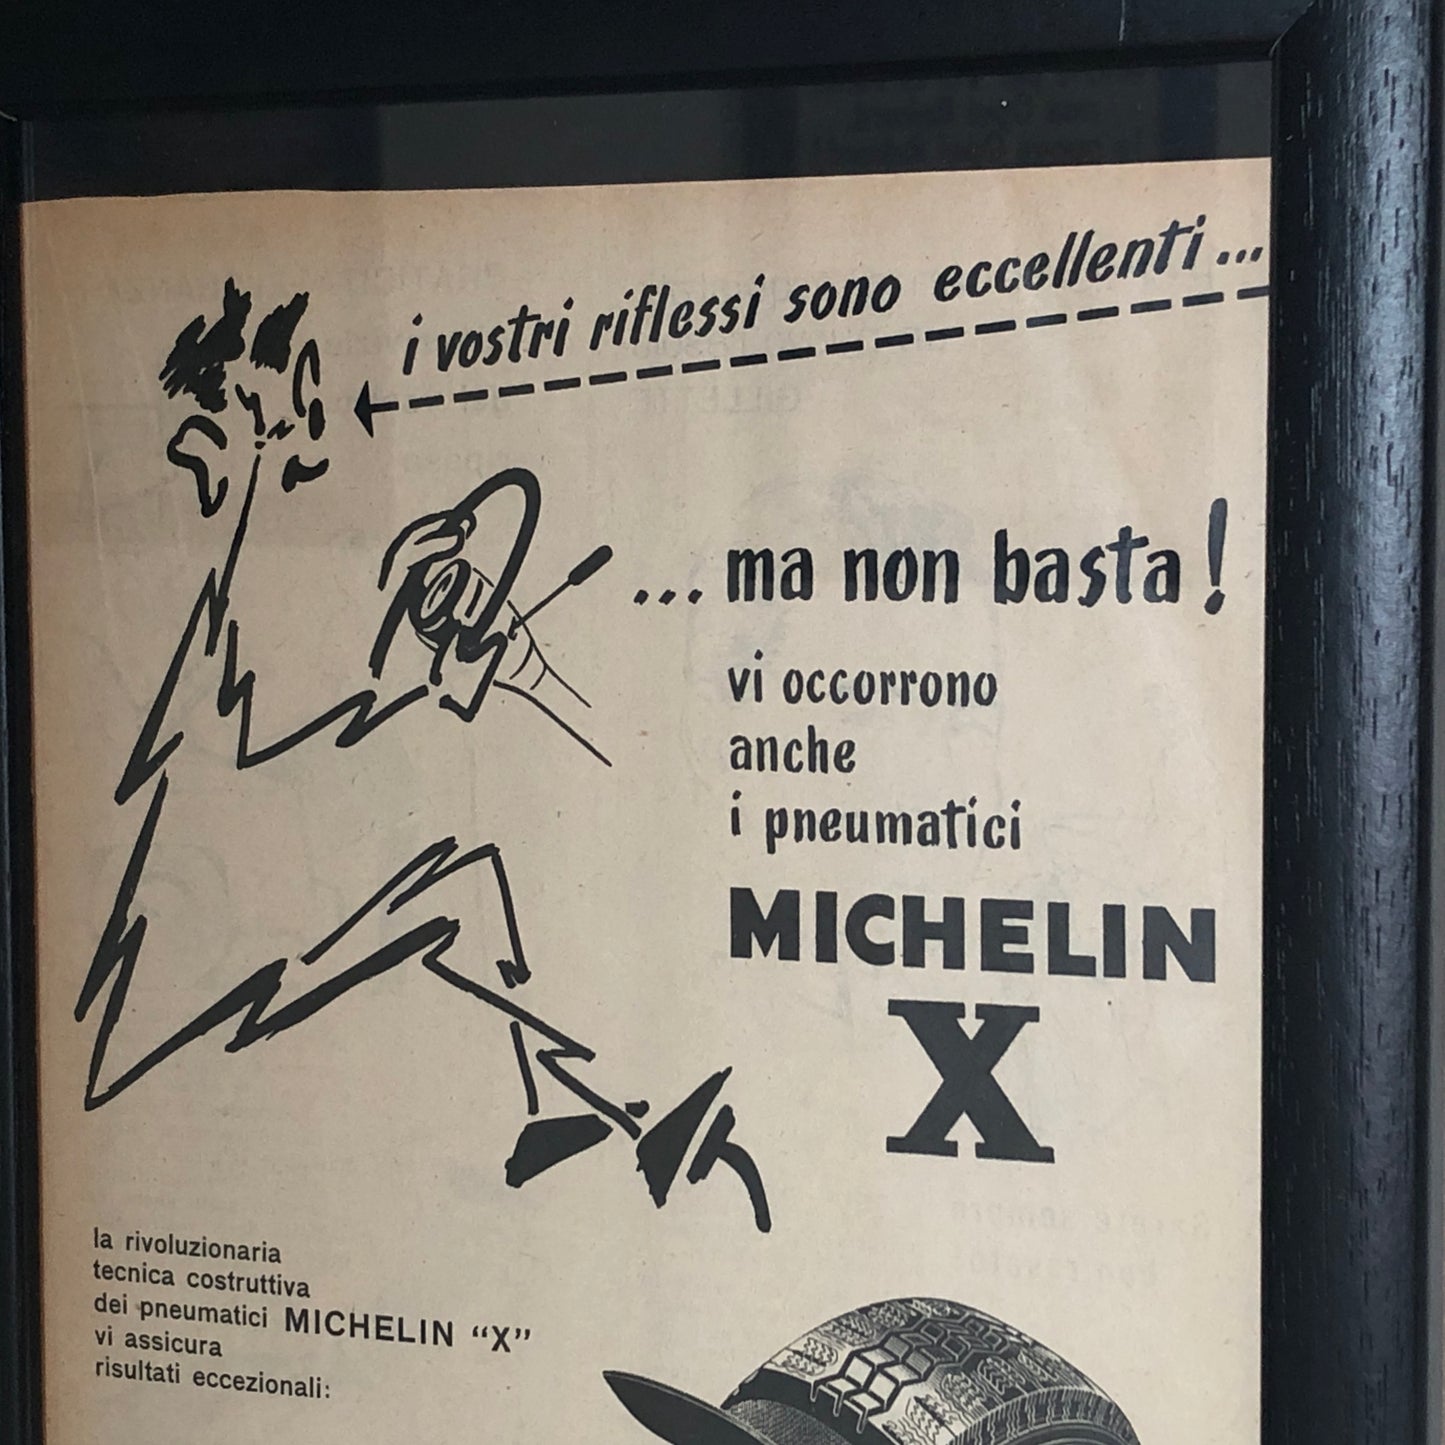 i vostri riflessi sono eccellenti...
... ma non basta!
vi occorrono
anche
i pneumatici
MICHELIN
X
la rivoluzionaria
tecnica costruttiva
dei pneumatici MICHELIN “X”
vi assicura
risultati eccezionali: